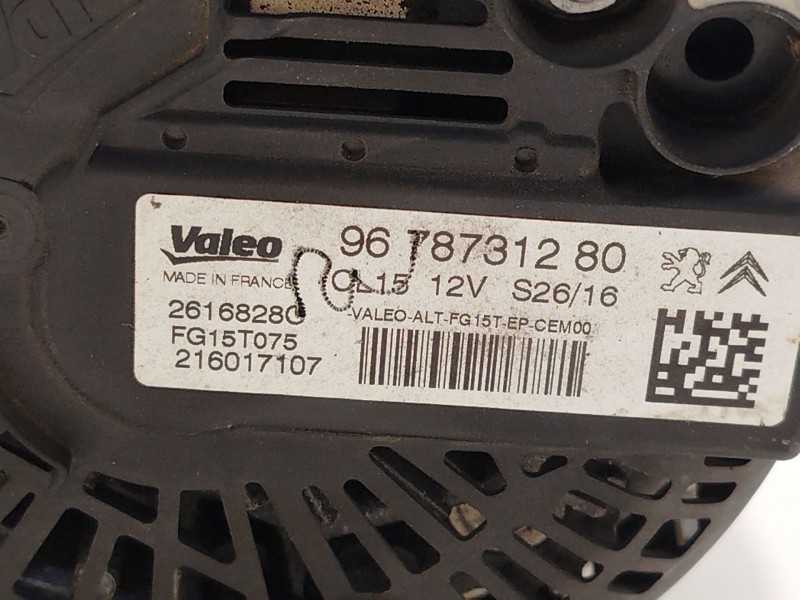 Valeo
96 787312 80
MADE IN FRANCE
CL15 12V S26/16
2616828C
VALEO-ALT-FG15T-EP-CEM00
FG15T075
216017107